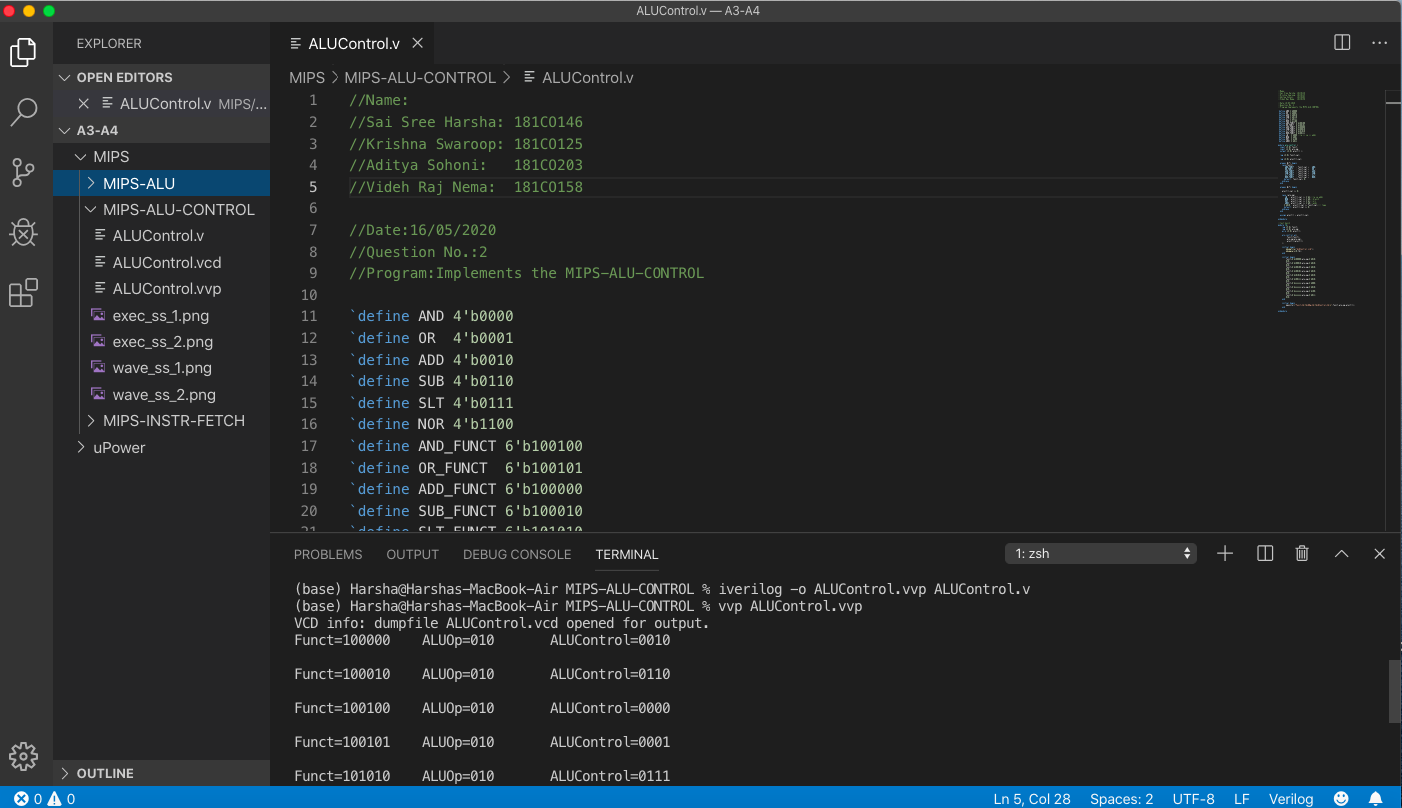 ALUControl.v — A3-A4
EXPLORER
OPEN EDITORS
ALUControl.v MIPS/...
A3-A4
MIPS
MIPS-ALU
MIPS-ALU-CONTROL
ALUControl.v
ALUControl.vcd
ALUControl.vvp
exec_ss_1.png
exec_ss_2.png
wave_ss_1.png
wave_ss_2.png
MIPS-INSTR-FETCH
uPower
OUTLINE
ALUControl.v
MIPS > MIPS-ALU-CONTROL > ALUControl.v
1 //Name:
2 //Sai Sree Harsha: 181CO146
3 //Krishna Swaroop: 181CO125
4 //Aditya Sohoni:   181CO203
5 //Videh Raj Nema:  181CO158
6
7 //Date:16/05/2020
8 //Question No.:2
9 //Program:Implements the MIPS-ALU-CONTROL
10
11 `define AND 4'b0000
12 `define OR  4'b0001
13 `define ADD 4'b0010
14 `define SUB 4'b0110
15 `define SLT 4'b0111
16 `define NOR 4'b1100
17 `define AND_FUNCT 6'b100100
18 `define OR_FUNCT  6'b100101
19 `define ADD_FUNCT 6'b100000
20 `define SUB_FUNCT 6'b100010
21 `define SLT_FUNCT 6'b101010
PROBLEMS OUTPUT DEBUG CONSOLE TERMINAL 1: zsh
(base) Harsha@Harshas-MacBook-Air MIPS-ALU-CONTROL % iverilog -o ALUControl.vvp ALUControl.v
(base) Harsha@Harshas-MacBook-Air MIPS-ALU-CONTROL % vvp ALUControl.vvp
VCD info: dumpfile ALUControl.vcd opened for output.
Funct=100000    ALUOp=010       ALUControl=0010
Funct=100010    ALUOp=010       ALUControl=0110
Funct=100100    ALUOp=010       ALUControl=0000
Funct=100101    ALUOp=010       ALUControl=0001
Funct=101010    ALUOp=010       ALUControl=0111
0 0 Ln 5, Col 28 Spaces: 2 UTF-8 LF Verilog